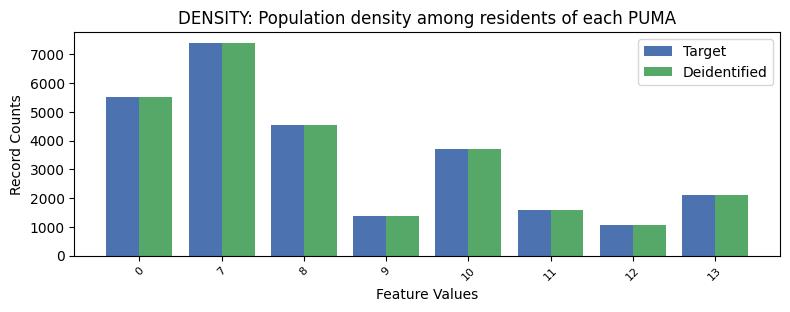 DENSITY: Population density among residents of each PUMA
Target
Deidentified
Record Counts
7000
6000
5000
4000
3000
2000
1000
0
0 7 8 9 10 11 12 13
Feature Values